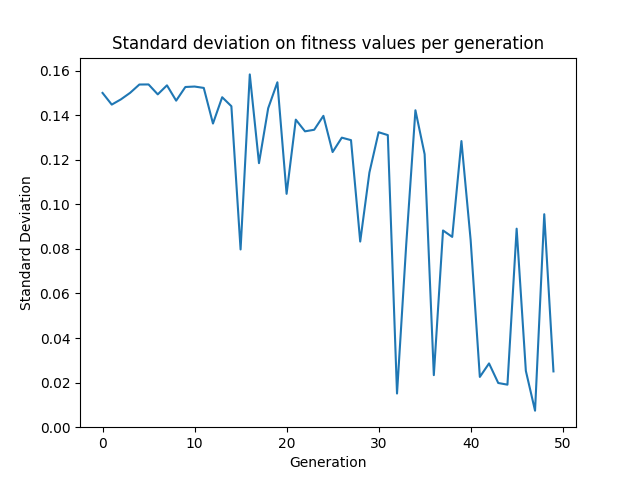 Standard deviation on fitness values per generation
0.16
0.14
0.12
0.10
0.08
0.06
0.04
0.02
0.00
Standard Deviation
0 10 20 30 40 50
Generation